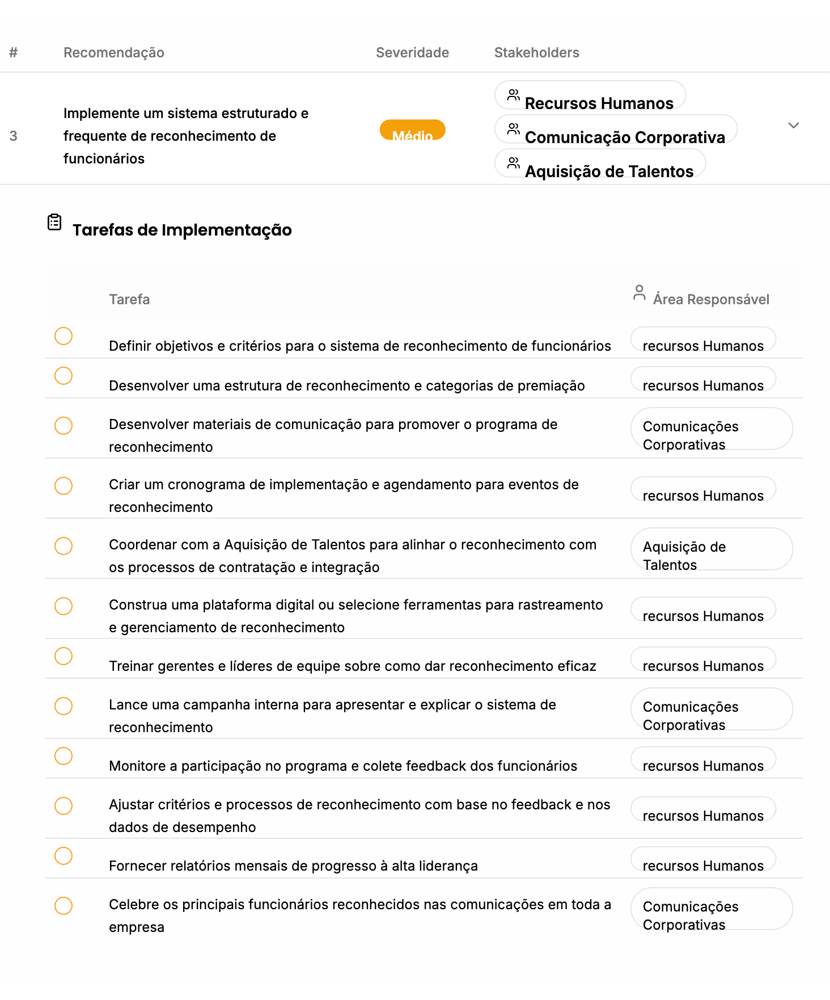 # Recomendação Severidade Stakeholders
Implemente um sistema estruturado e
3 frequente de reconhecimento de
funcionários
Médio
Recursos Humanos
Comunicação Corporativa
Aquisição de Talentos
Tarefas de Implementação
Tarefa Área Responsável
Definir objetivos e critérios para o sistema de reconhecimento de funcionários recursos Humanos
Desenvolver uma estrutura de reconhecimento e categorias de premiação recursos Humanos
Desenvolver materiais de comunicação para promover o programa de
reconhecimento
Comunicações
Corporativas
Criar um cronograma de implementação e agendamento para eventos de
reconhecimento
recursos Humanos
Coordenar com a Aquisição de Talentos para alinhar o reconhecimento com
os processos de contratação e integração
Aquisição de
Talentos
Construa uma plataforma digital ou selecione ferramentas para rastreamento
e gerenciamento de reconhecimento
recursos Humanos
Treinar gerentes e líderes de equipe sobre como dar reconhecimento eficaz recursos Humanos
Lance uma campanha interna para apresentar e explicar o sistema de
reconhecimento
Comunicações
Corporativas
Monitore a participação no programa e colete feedback dos funcionários recursos Humanos
Ajustar critérios e processos de reconhecimento com base no feedback e nos
dados de desempenho
recursos Humanos
Fornecer relatórios mensais de progresso à alta liderança recursos Humanos
Celebre os principais funcionários reconhecidos nas comunicações em toda a
empresa
Comunicações
Corporativas